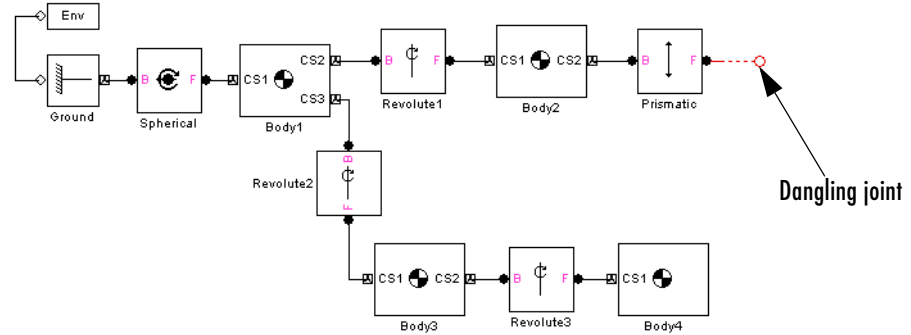 Env
Ground
B
F
Spherical
CS1
CS2
CS3
Body1
B
F
Revolute1
CS1
CS2
Body2
B
F
Prismatic
Dangling joint
Revolute2
B
F
CS1
CS2
Body3
B
F
Revolute3
CS1
Body4